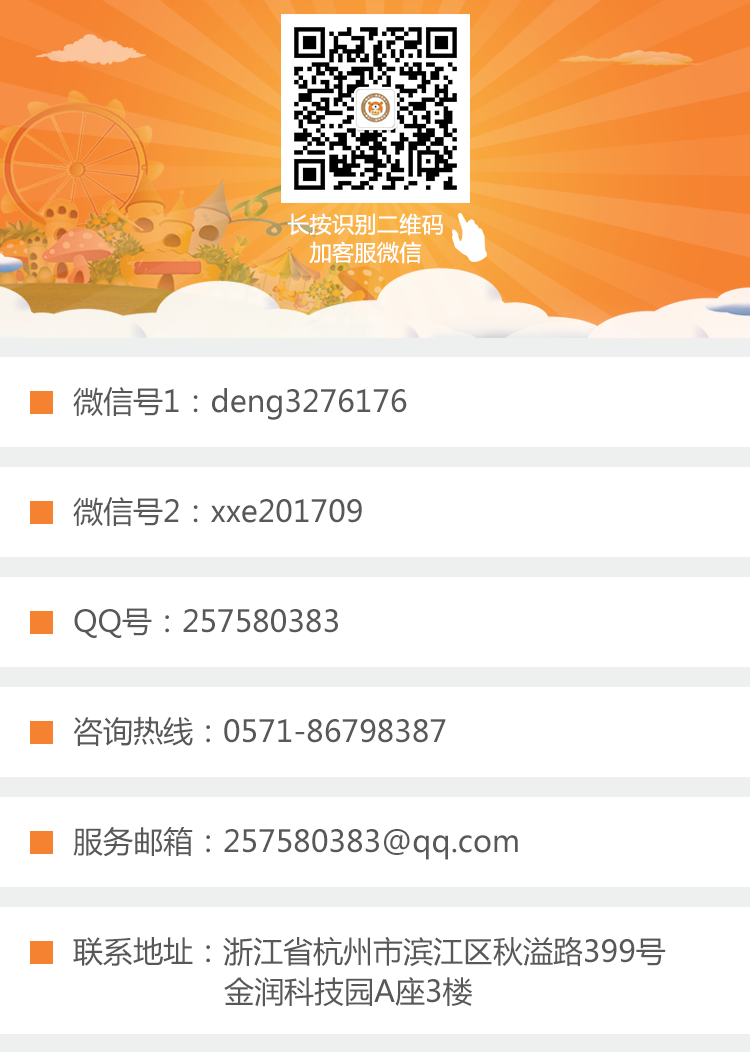 长按识别二维码
加客服微信
微信号1：deng3276176
微信号2：xxe201709
QQ号：257580383
咨询热线：0571-86798387
服务邮箱：257580383@qq.com
联系地址：浙江省杭州市滨江区秋溢路399号
金润科技园A座3楼